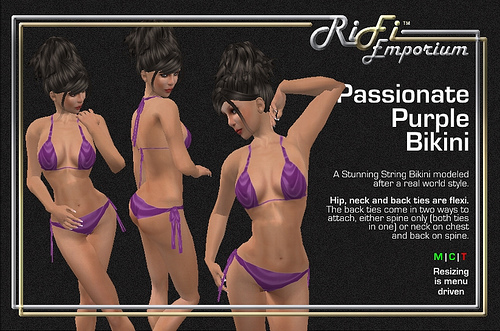 RiFi™
Emporium
Passionate
Purple
Bikini
A Stunning String Bikini modeled
after a real world style.
Hip, neck and back ties are flexi.
The back ties come in two ways to
attach, either spine only (both ties
in one) or neck on chest
and back on spine.
M|C|T
Resizing
is menu
driven